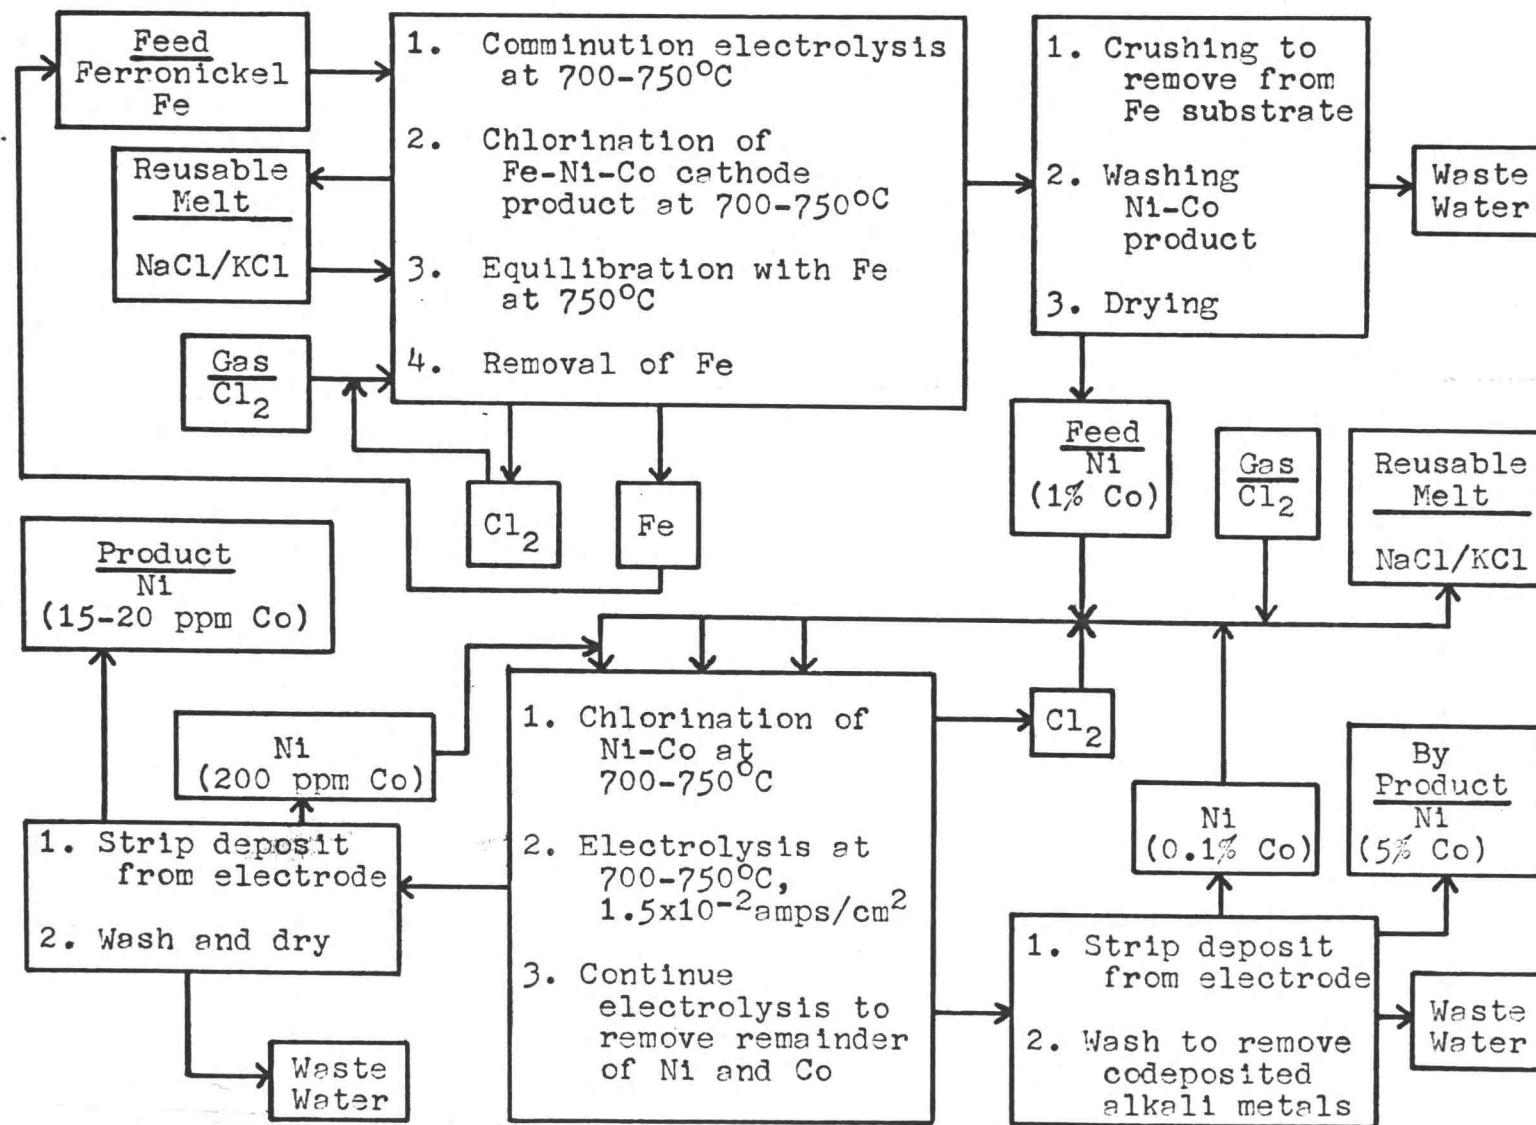 Feed
Ferronickel
Fe
Reusable
Melt
NaCl/KCl
Gas
Cl2
1. Comminution electrolysis
at 700-750°C
2. Chlorination of
Fe-Ni-Co cathode
product at 700-750°C
3. Equilibration with Fe
at 750°C
4. Removal of Fe
1. Crushing to
remove from
Fe substrate
2. Washing
Ni-Co
product
3. Drying
Waste
Water
Cl2
Fe
Feed
Ni
(1% Co)
Gas
Cl2
Reusable
Melt
NaCl/KCl
Product
Ni
(15-20 ppm Co)
Ni
(200 ppm Co)
1. Strip deposit
from electrode
2. Wash and dry
Waste
Water
1. Chlorination of
Ni-Co at
700-750°C
2. Electrolysis at
700-750°C,
1.5x10-2amps/cm2
3. Continue
electrolysis to
remove remainder
of Ni and Co
Cl2
Ni
(0.1% Co)
By
Product
Ni
(5% Co)
1. Strip deposit
from electrode
2. Wash to remove
codeposited
alkali metals
Waste
Water